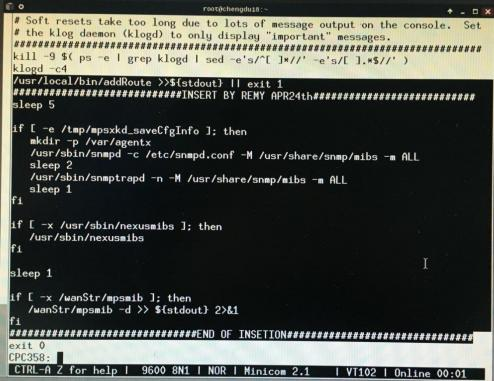 root@chengdu18:~
# Soft resets take too long due to lots of message output on the console.  Set
# the klog daemon (klogd) to only display "important" messages.
################################################################################
kill -9 $( ps -e | grep klogd | sed -e's/^[ ]*//' -e's/[ ].*$//' )
klogd -c4
/usr/local/bin/addRoute >>${stdout} || exit 1
#############################INSERT BY REMY APR24th############################
sleep 5
if [ -e /tmp/mpsxkd_saveCfgInfo ]; then
mkdir -p /var/agentx
/usr/sbin/snmpd -c /etc/snmpd.conf -M /usr/share/snmp/mibs -m ALL
sleep 2
/usr/sbin/snmptrapd -n -M /usr/share/snmp/mibs -m ALL
sleep 1
fi
if [ -x /usr/sbin/nexusmibs ]; then
/usr/sbin/nexusmibs
fi
sleep 1
if [ -x /wanStr/mpsmib ]; then
/wanStr/mpsmib -d >> ${stdout} 2>&1
fi
################################END OF INSETION################################
exit 0
CPC358:
CTRL-A Z for help | 9600 8N1 | NOR | Minicom 2.1 | VT102 | Online 00:01